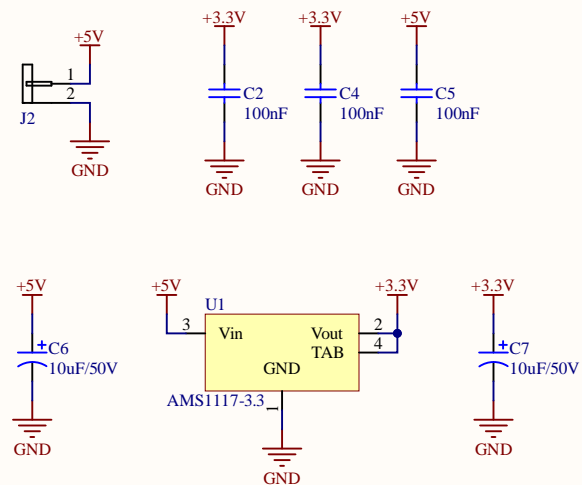 +5V
1
2
J2
GND
+3.3V
C2
100nF
GND
+3.3V
C4
100nF
GND
+5V
C5
100nF
GND
+5V
+
C6
10uF/50V
GND
+5V
U1
3
Vin
Vout
2
TAB
4
GND
AMS1117-3.3
1
GND
+3.3V
+
C7
10uF/50V
GND